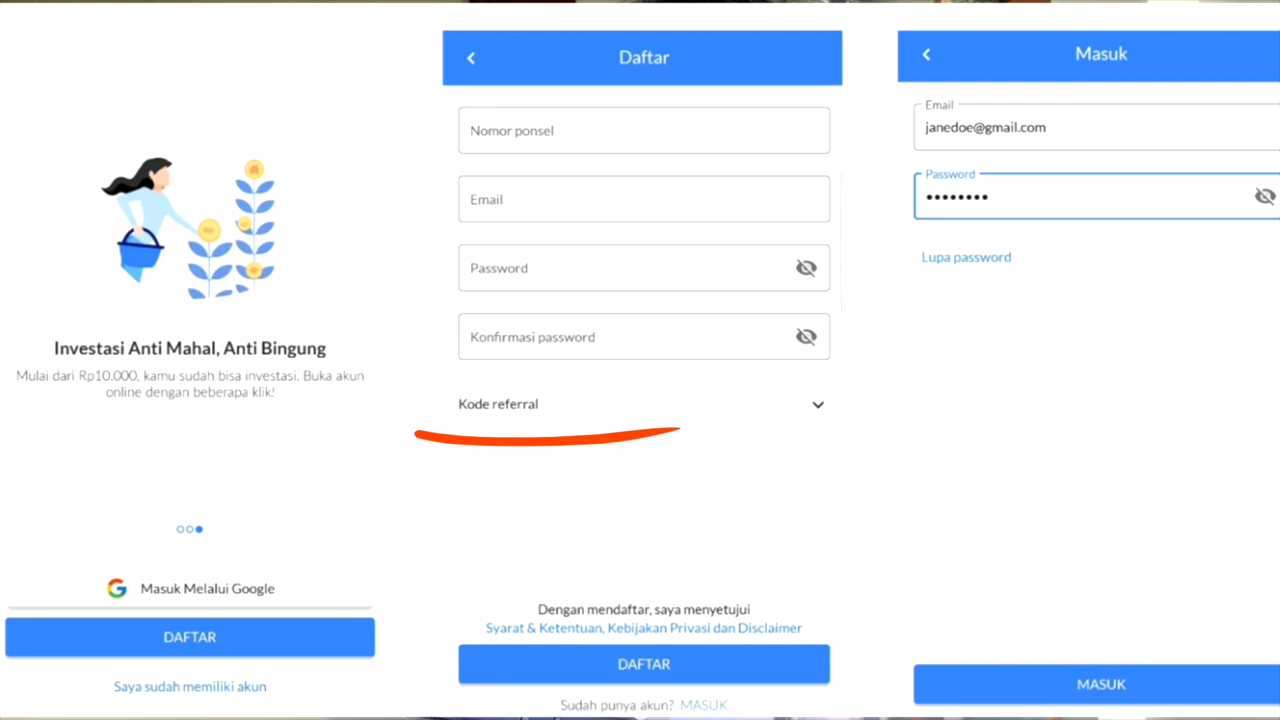 Investasi Anti Mahal, Anti Bingung
Mulai dari Rp10.000, kamu sudah bisa investasi. Buka akun
online dengan beberapa klik!
Masuk Melalui Google
DAFTAR
Saya sudah memiliki akun
Daftar
Nomor ponsel
Email
Password
Konfirmasi password
Kode referral
Dengan mendaftar, saya menyetujui
Syarat & Ketentuan, Kebijakan Privasi dan Disclaimer
DAFTAR
Sudah punya akun? MASUK
Masuk
Email
janedoe@gmail.com
Password
Lupa password
MASUK